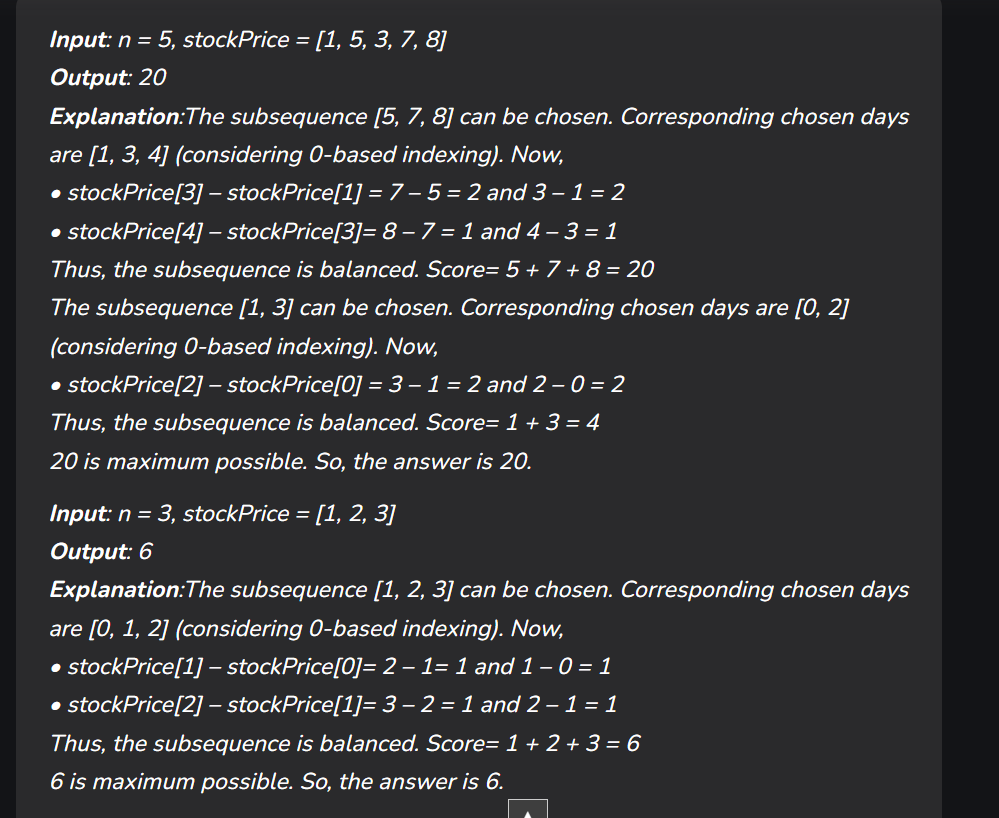 Input: n = 5, stockPrice = [1, 5, 3, 7, 8]
Output: 20
Explanation:The subsequence [5, 7, 8] can be chosen. Corresponding chosen days
are [1, 3, 4] (considering 0-based indexing). Now,
• stockPrice[3] – stockPrice[1] = 7 – 5 = 2 and 3 – 1 = 2
• stockPrice[4] – stockPrice[3]= 8 – 7 = 1 and 4 – 3 = 1
Thus, the subsequence is balanced. Score= 5 + 7 + 8 = 20
The subsequence [1, 3] can be chosen. Corresponding chosen days are [0, 2]
(considering 0-based indexing). Now,
• stockPrice[2] – stockPrice[0] = 3 – 1 = 2 and 2 – 0 = 2
Thus, the subsequence is balanced. Score= 1 + 3 = 4
20 is maximum possible. So, the answer is 20.
Input: n = 3, stockPrice = [1, 2, 3]
Output: 6
Explanation:The subsequence [1, 2, 3] can be chosen. Corresponding chosen days
are [0, 1, 2] (considering 0-based indexing). Now,
• stockPrice[1] – stockPrice[0]= 2 – 1= 1 and 1 – 0 = 1
• stockPrice[2] – stockPrice[1]= 3 – 2 = 1 and 2 – 1 = 1
Thus, the subsequence is balanced. Score= 1 + 2 + 3 = 6
6 is maximum possible. So, the answer is 6.